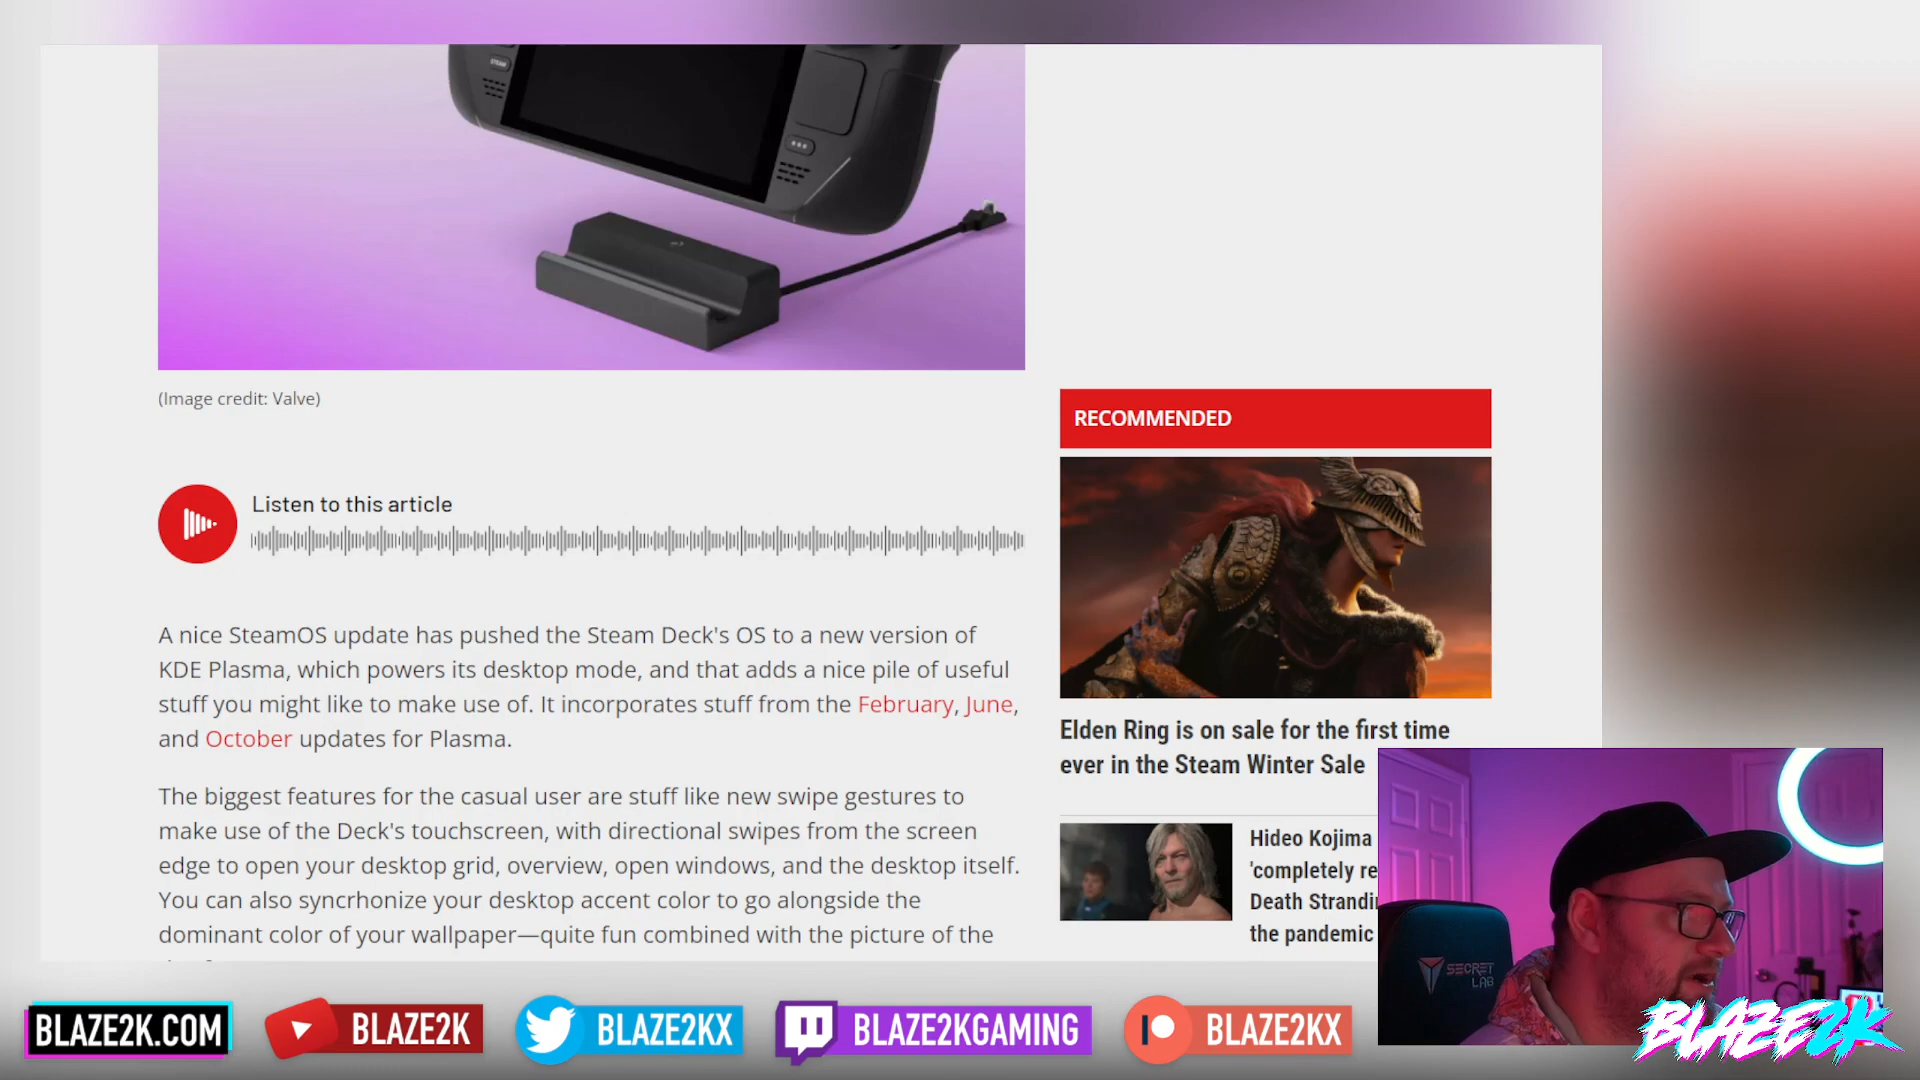 STEAM
(Image credit: Valve)
Listen to this article
A nice SteamOS update has pushed the Steam Deck's OS to a new version of
KDE Plasma, which powers its desktop mode, and that adds a nice pile of useful
stuff you might like to make use of. It incorporates stuff from the February, June,
and October updates for Plasma.
The biggest features for the casual user are stuff like new swipe gestures to
make use of the Deck's touchscreen, with directional swipes from the screen
edge to open your desktop grid, overview, open windows, and the desktop itself.
You can also syncrhonize your desktop accent color to go alongside the
dominant color of your wallpaper—quite fun combined with the picture of the
RECOMMENDED
Elden Ring is on sale for the first time
ever in the Steam Winter Sale
Hideo Kojima
'completely re
Death Strandin
the pandemic
SECRET
LAB
BLAZE2K.COM
BLAZE2K
BLAZE2KX
BLAZE2KGAMING
BLAZE2KX
BLAZE2K